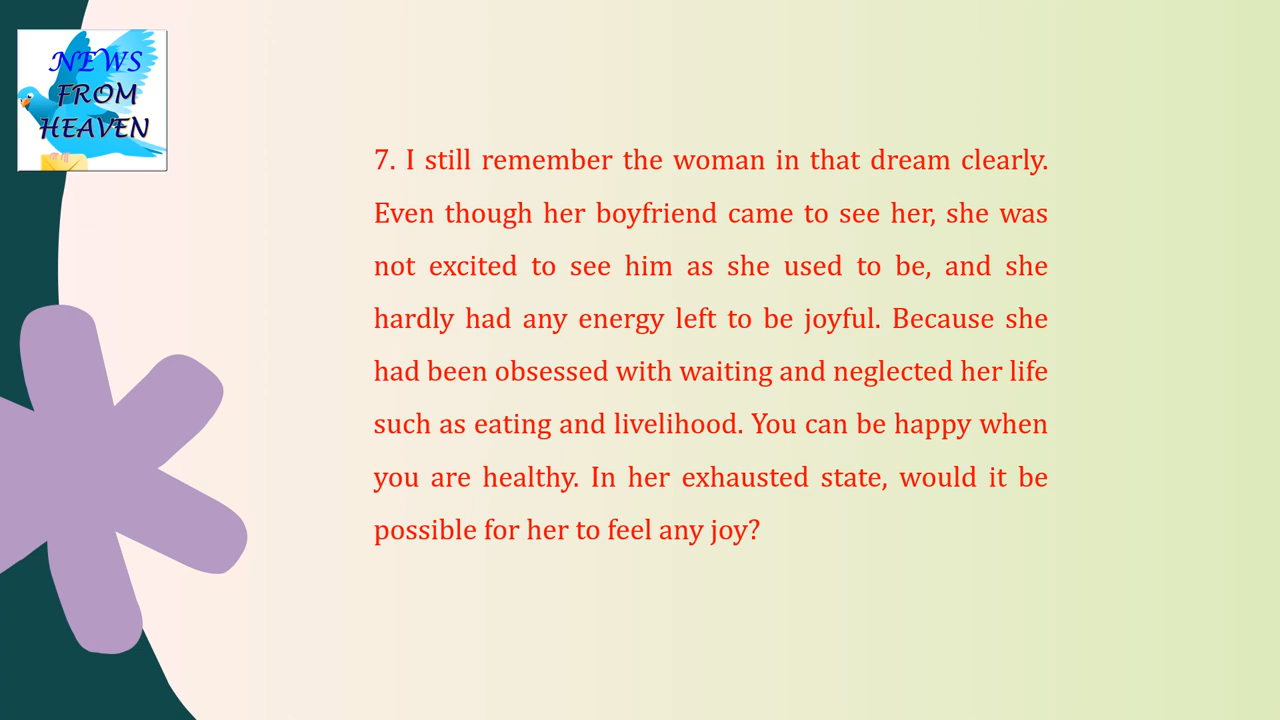 NEWS
FROM
HEAVEN
7. I still remember the woman in that dream clearly.
Even though her boyfriend came to see her, she was
not excited to see him as she used to be, and she
hardly had any energy left to be joyful. Because she
had been obsessed with waiting and neglected her life
such as eating and livelihood. You can be happy when
you are healthy. In her exhausted state, would it be
possible for her to feel any joy?